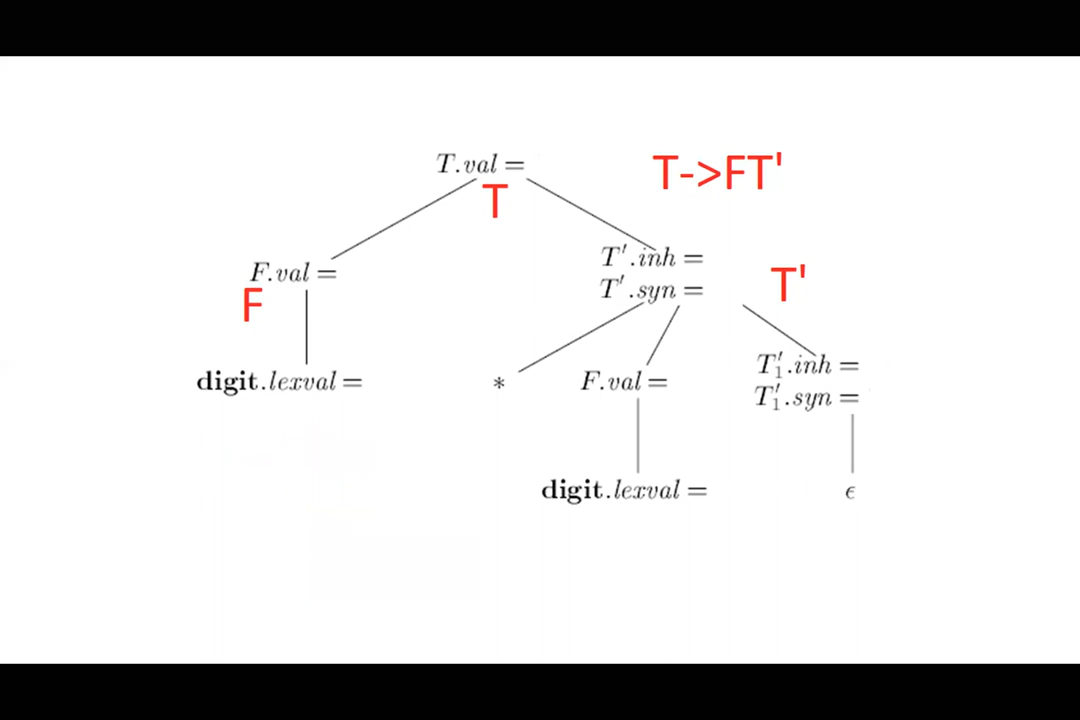 T.val =
T->FT'
T
T'.inh =
F.val =
T'.syn =
T'
F
T'₁.inh =
digit.lexval =
*
F.val =
T'₁.syn =
digit.lexval =
ϵ